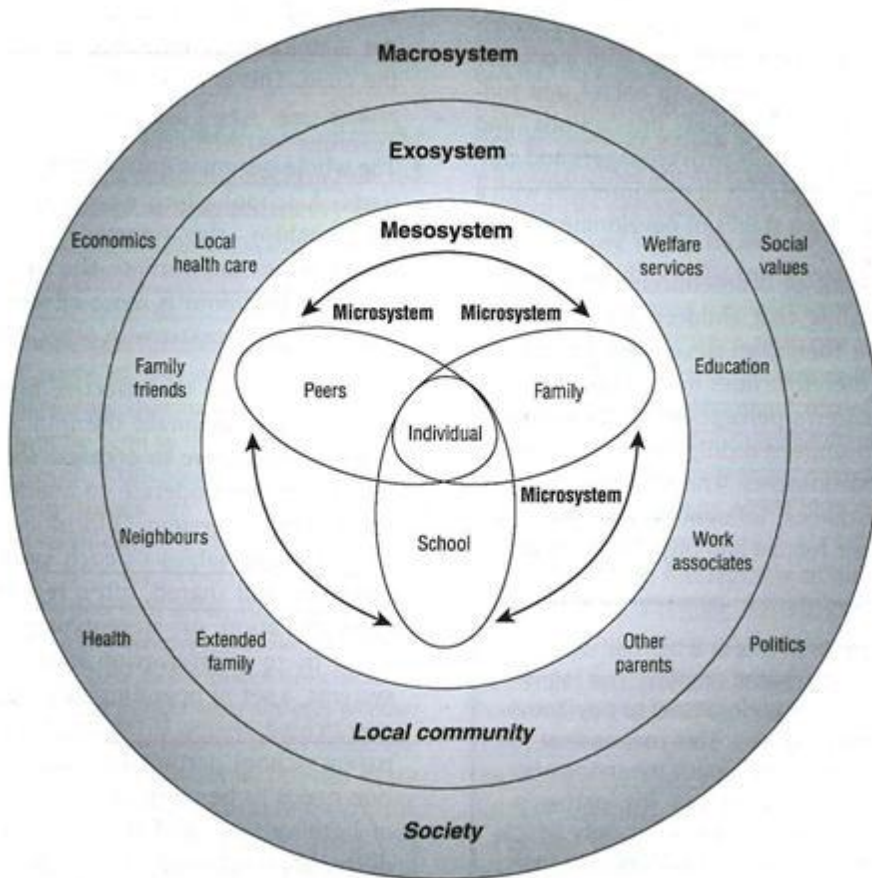 Macrosystem
Exosystem
Mesosystem
Economics
Local
health care
Welfare
services
Social
values
Microsystem
Microsystem
Family
friends
Peers
Family
Education
Individual
Microsystem
Neighbours
School
Work
associates
Health
Extended
family
Other
parents
Politics
Local community
Society